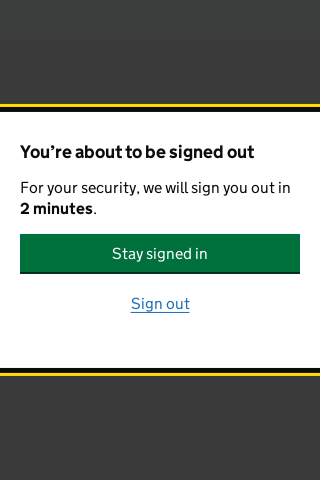 You’re about to be signed out
For your security, we will sign you out in
2 minutes.
Stay signed in
Sign out